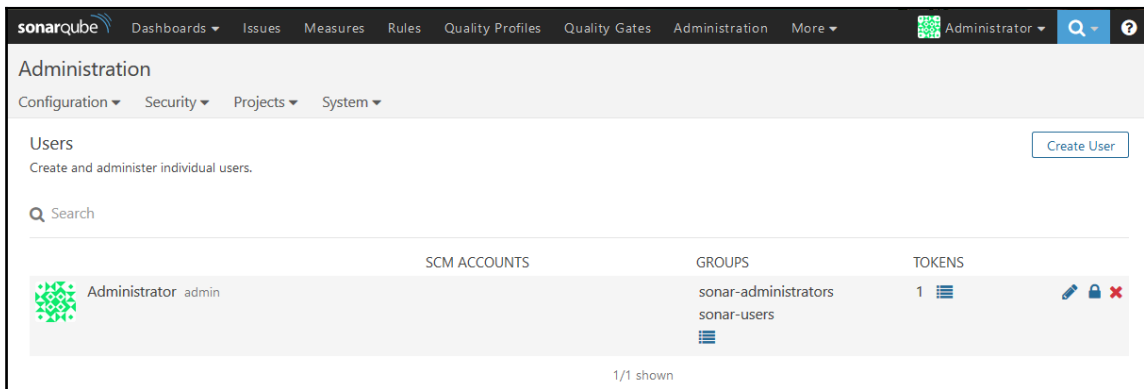 sonarqube Dashboards Issues Measures Rules Quality Profiles Quality Gates Administration More Administrator ?
Administration
Configuration Security Projects System
Users Create User
Create and administer individual users.
Search
SCM ACCOUNTS GROUPS TOKENS
Administrator admin sonar-administrators 1
sonar-users
1/1 shown